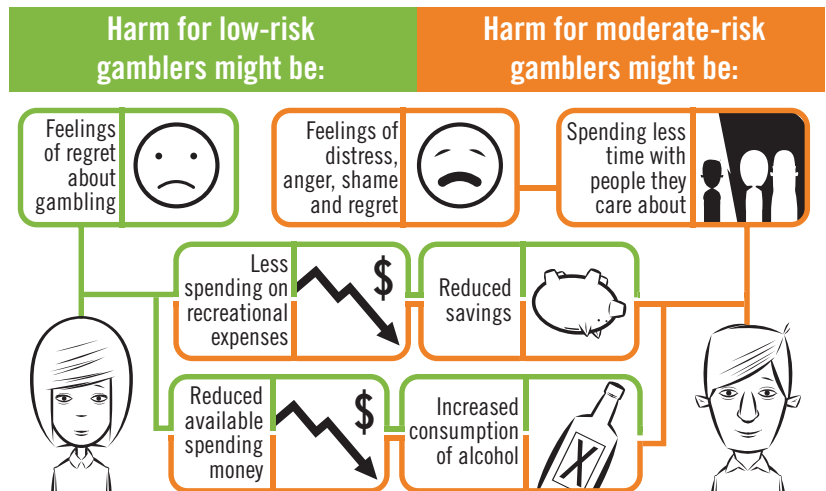 Harm for low-risk
gamblers might be:
Harm for moderate-risk
gamblers might be:
Feelings
of regret
about
gambling
Feelings of
distress,
anger, shame
and regret
Spending less
time with
people they
care about
Less
spending on
recreational
expenses
$
Reduced
savings
Reduced
available
spending
money
$
Increased
consumption
of alcohol
X